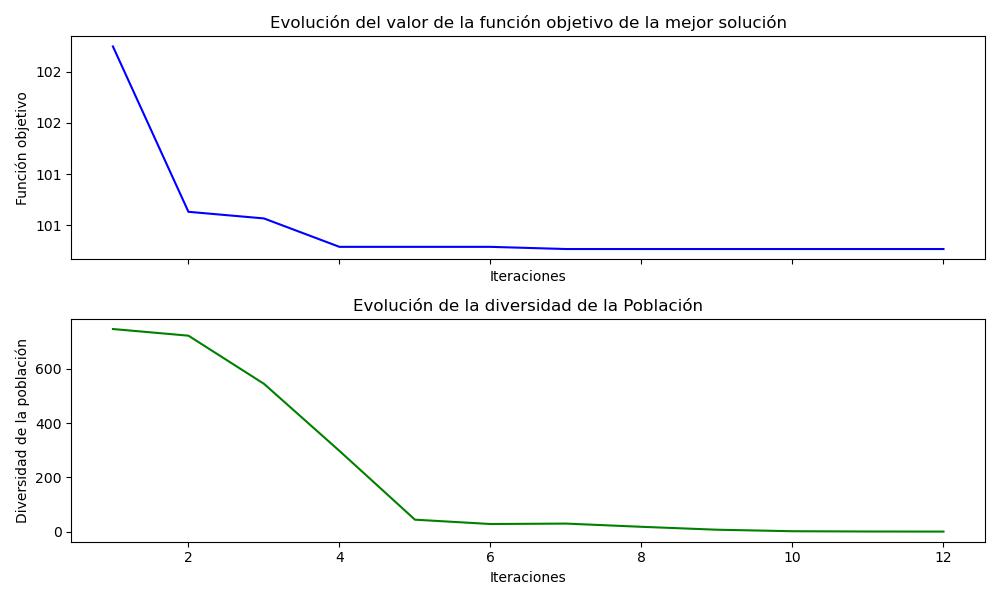 Evolución del valor de la función objetivo de la mejor solución
102
102
101
101
Función objetivo
Iteraciones
Evolución de la diversidad de la Población
600
400
200
0
Diversidad de la población
2 4 6 8 10 12
Iteraciones